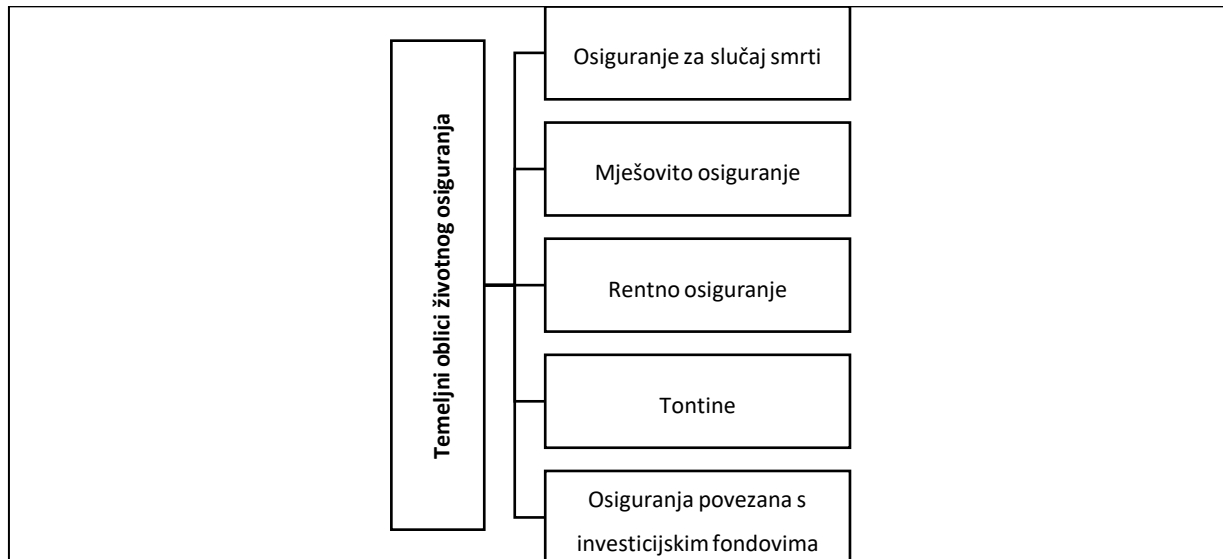 Temeljni oblici životnog osiguranja
Osiguranje za slučaj smrti
Mješovito osiguranje
Rentno osiguranje
Tontine
Osiguranja povezana s
investicijskim fondovima